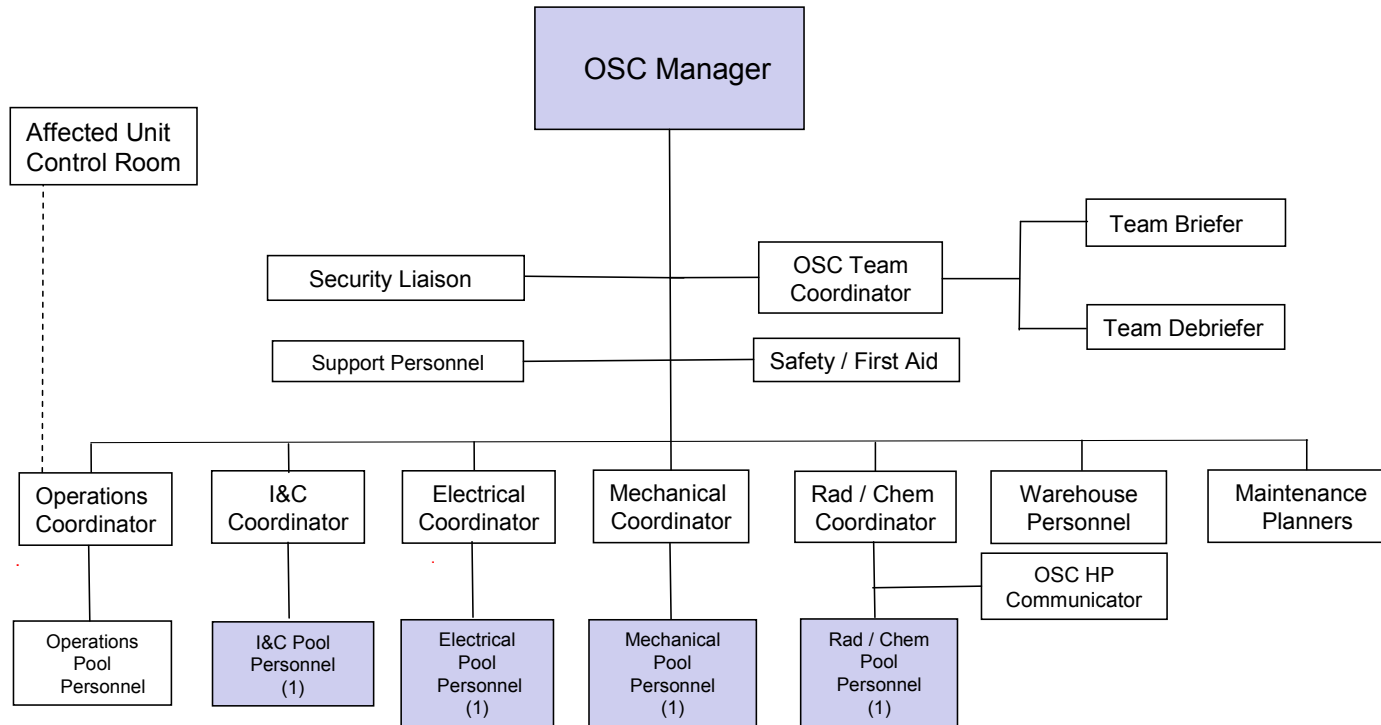 OSC Manager
Affected Unit
Control Room
Team Briefer
Security Liaison
OSC Team
Coordinator
Team Debriefer
Support Personnel
Safety / First Aid
Operations
Coordinator
I&C
Coordinator
Electrical
Coordinator
Mechanical
Coordinator
Rad / Chem
Coordinator
Warehouse
Personnel
Maintenance
Planners
OSC HP
Communicator
Operations
Pool
Personnel
I&C Pool
Personnel
(1)
Electrical
Pool
Personnel
(1)
Mechanical
Pool
Personnel
(1)
Rad / Chem
Pool
Personnel
(1)